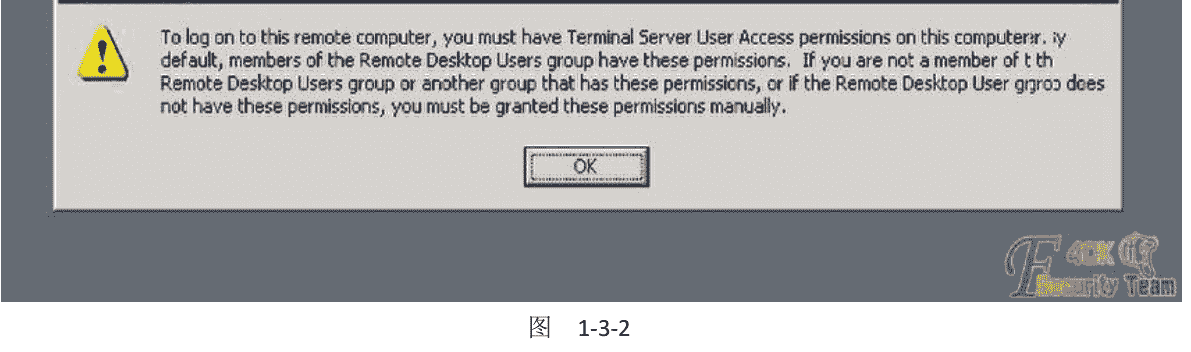 To log on to this remote computer, you must have Terminal Server User Access permissions on this computer.
default, members of the Remote Desktop Users group have these permissions. If you are not a member of
Remote Desktop Users group or another group that has these permissions, or if the Remote Desktop User does
not have these permissions, you must be granted these permissions manually.
OK
Security Team
图 1-3-2